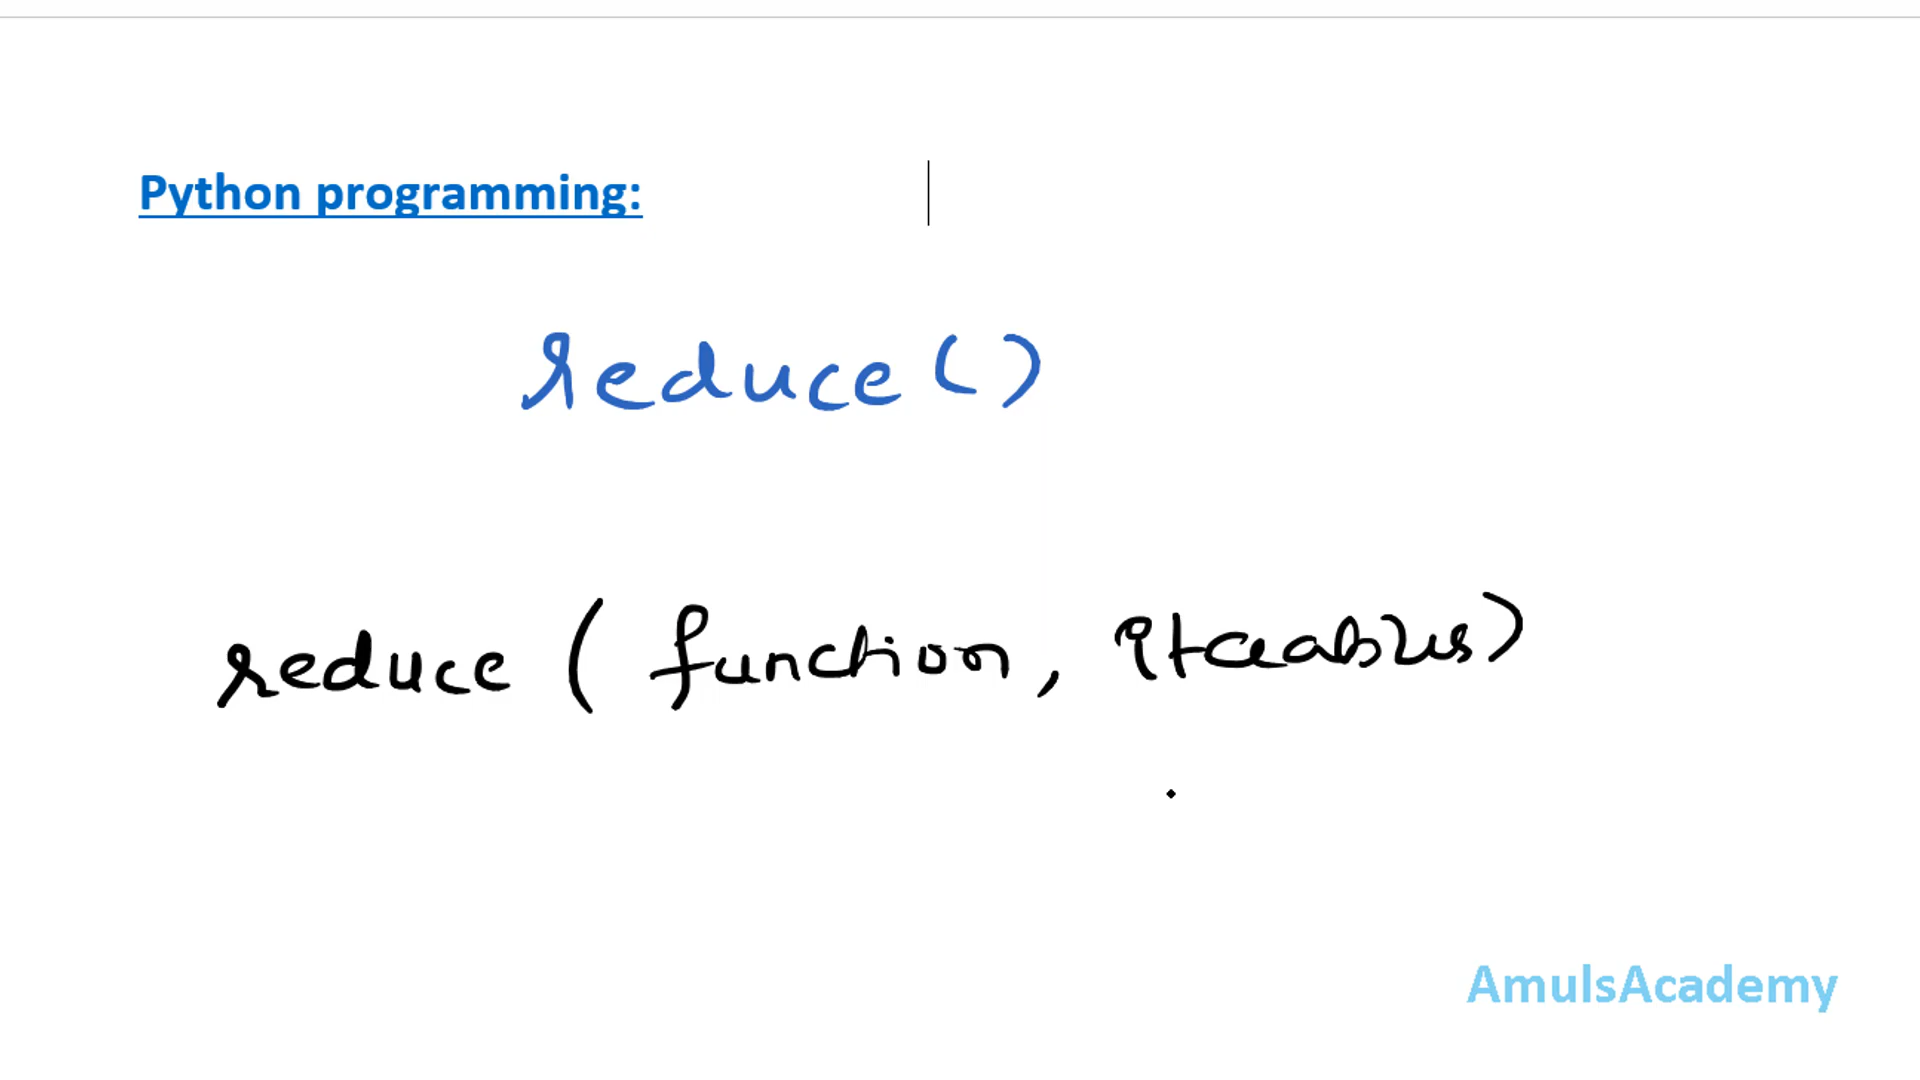 Python programming:
reduce()
reduce ( function, iterables)
AmulsAcademy